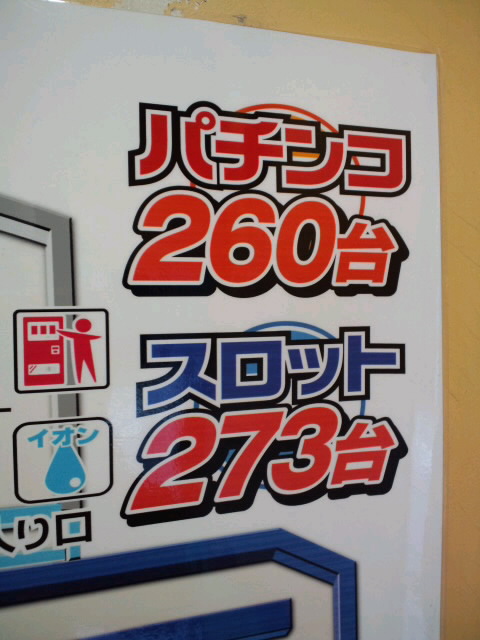 パチンコ
260台
スロット
273台
イオン
入り口